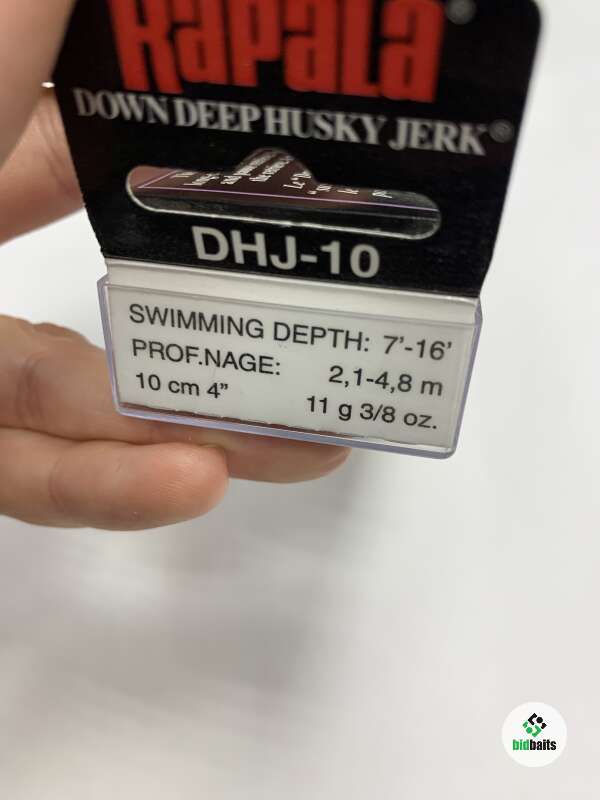 Rapala®
DOWN DEEP HUSKY JERK®
DHJ-10
SWIMMING DEPTH: 7'-16'
PROF.NAGE: 2,1-4,8 m
10 cm 4” 11 g 3/8 oz.
bidbaits